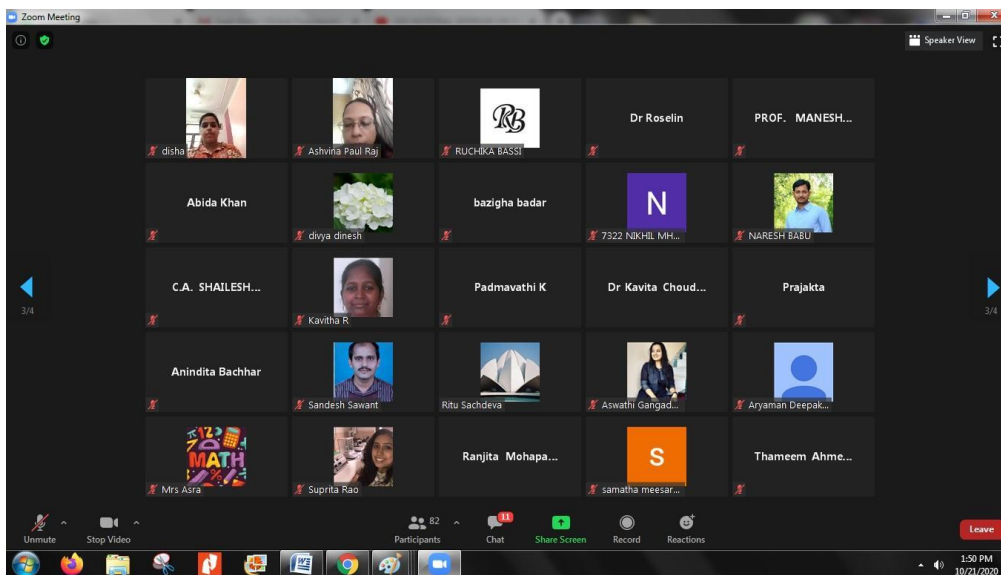 Zoom Meeting
Speaker View
disha
Ashvina Paul Raj
RKB
RUCHIKA BASSI
Dr Roselin
PROF. MANESH...
Abida Khan
divya dinesh
bazigha badar
N
7322 NIKHIL MH...
NARESH BABU
3/4
C.A. SHAILESH...
Kavitha R
Padmavathi K
Dr Kavita Choud...
Prajakta
3/4
Anindita Bachhar
Sandesh Sawant
Ritu Sachdeva
Aswathi Gangad...
Aryaman Deepak...
MATH
Mrs Asra
Suprita Rao
Ranjita Mohapa...
S
samatha meesar...
Thameem Ahme...
Unmute
Stop Video
82
Participants
11
Chat
Share Screen
Record
Reactions
Leave
1:50 PM
10/21/2020